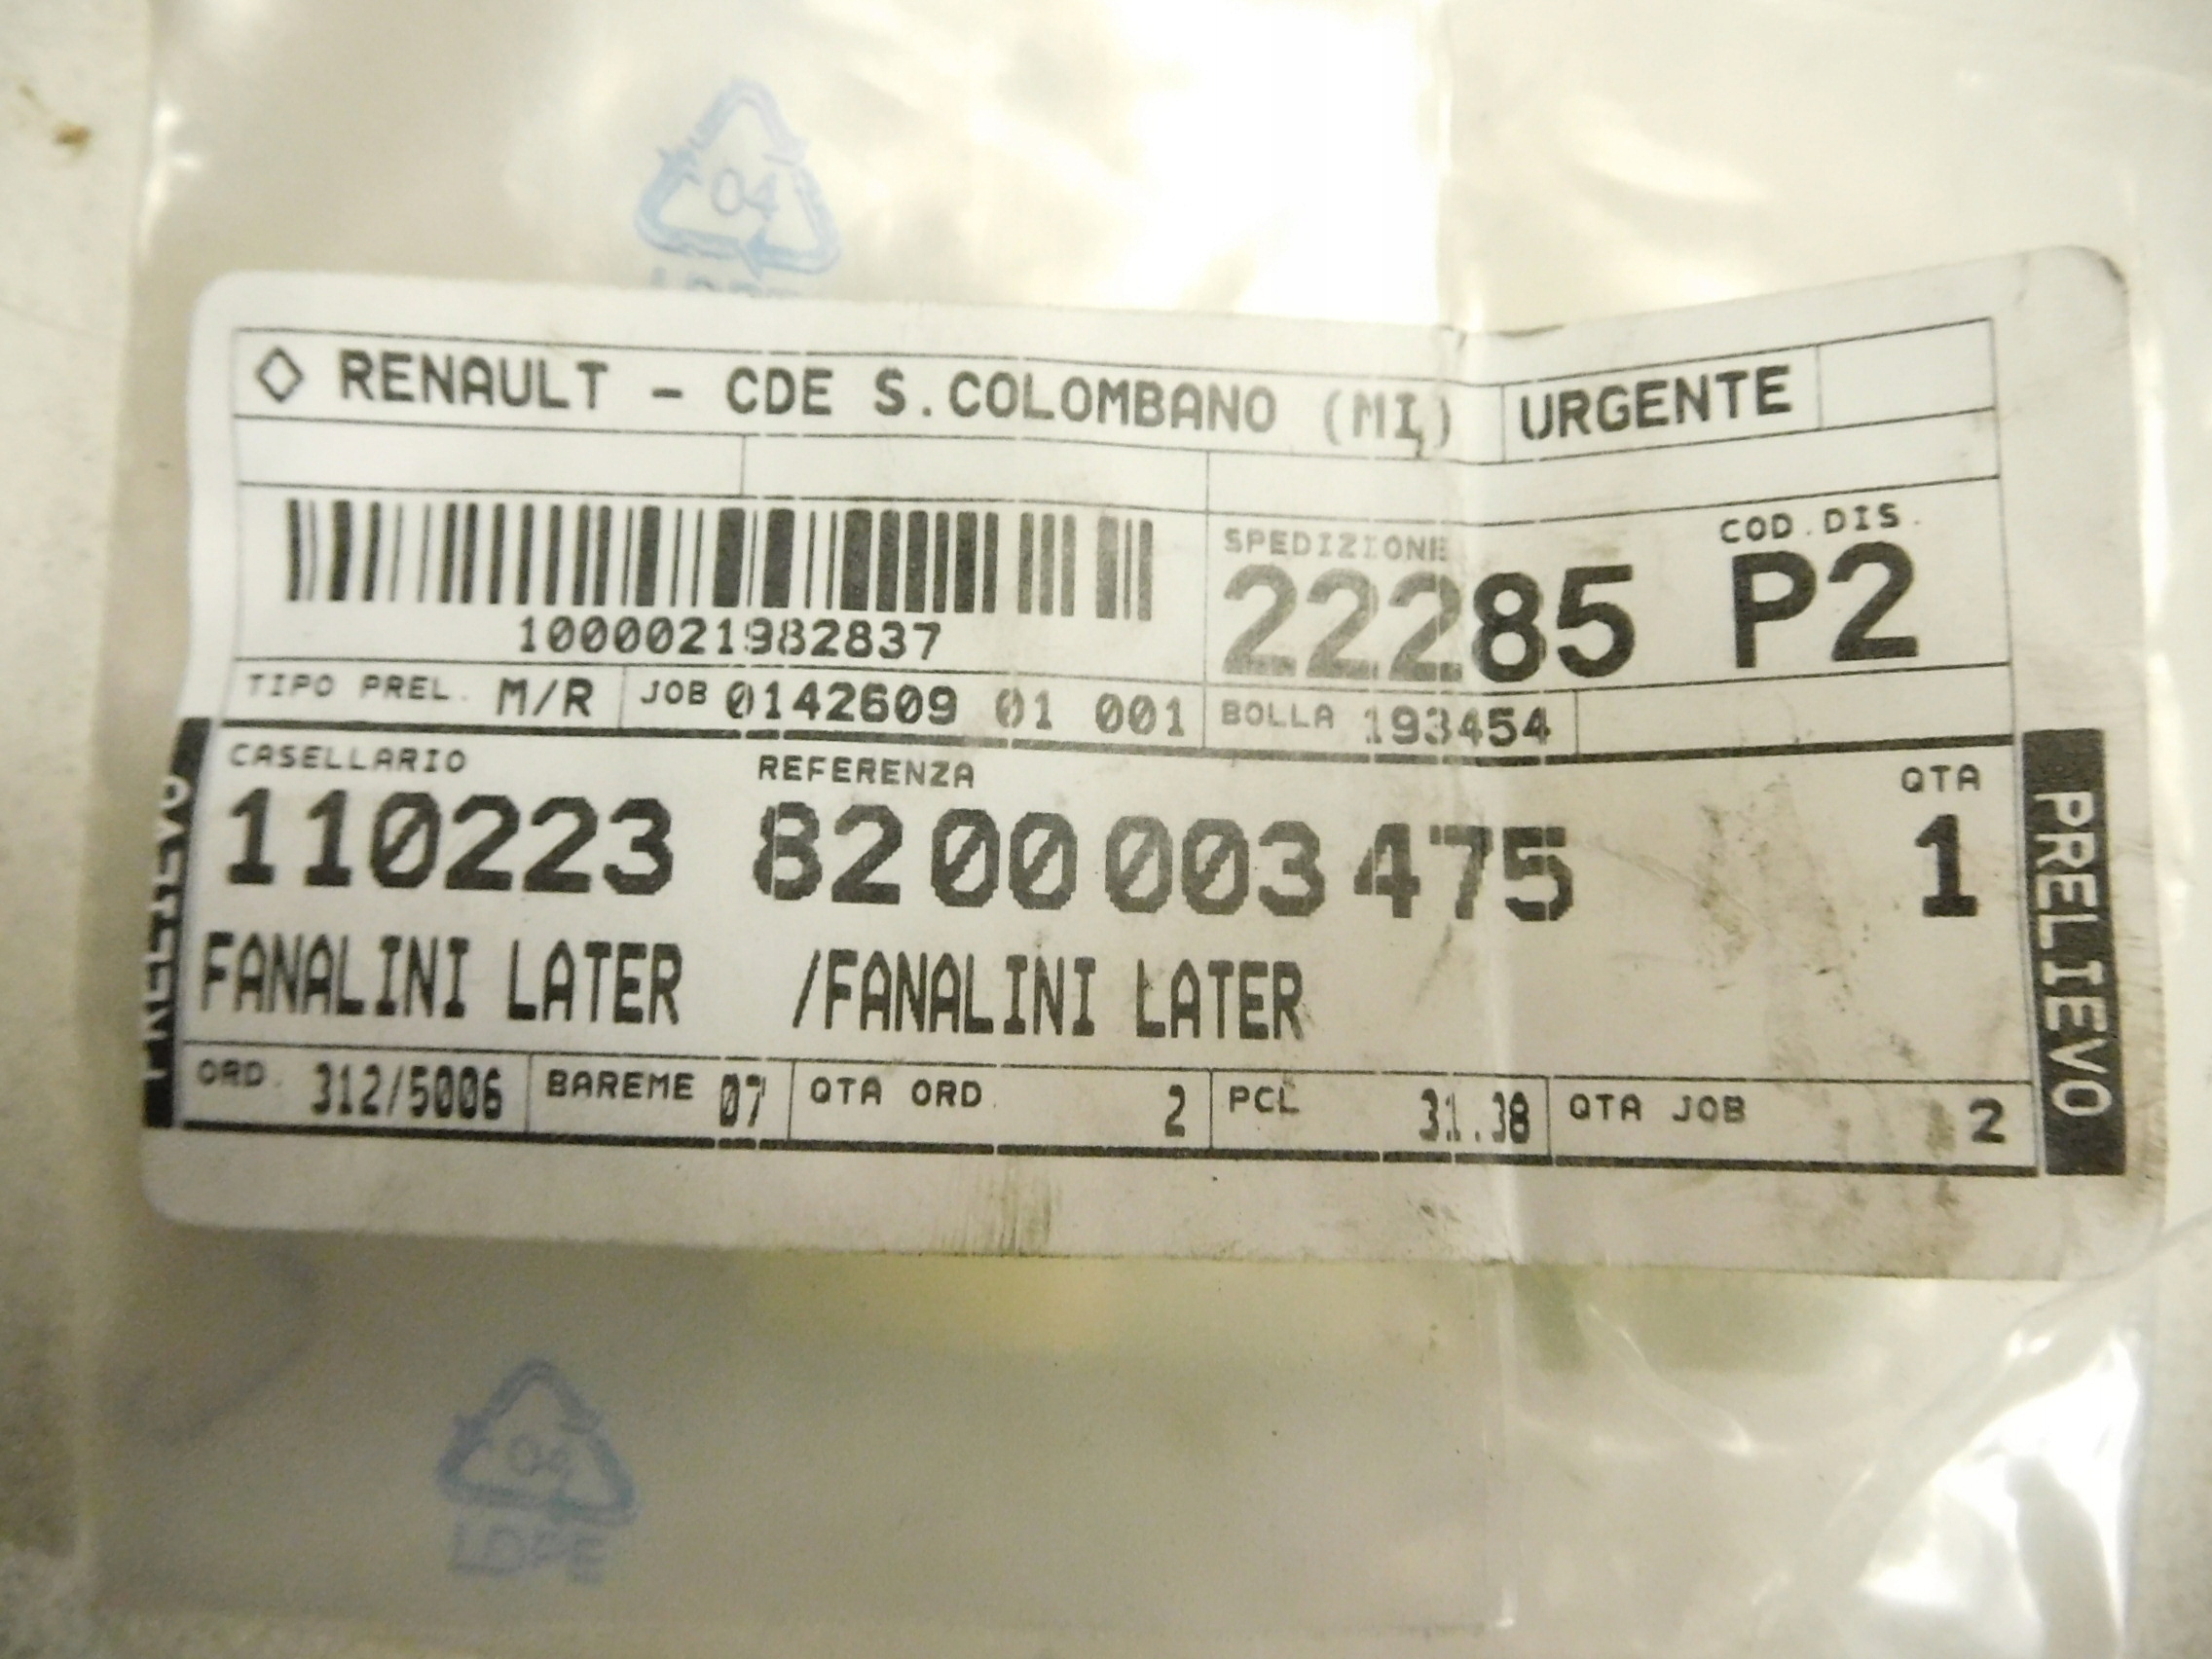 04
RENAULT - CDE S.COLOMBANO (MI) URGENTE
SPEDIZIONE COD.DIS.
22285 P2
1000021982837
TIPO PREL. M/R JOB 0142609 01 001 BOLLA 193454
CASELLARIO REFERENZA QTA
110223 8200003475 1
FANALINI LATER /FANALINI LATER
ORD. 312/5006 BAREME 07 QTA ORD. 2 PCL 31.38 QTA JOB 2
PRELIEVO
PRELIEVO
04
LDPE